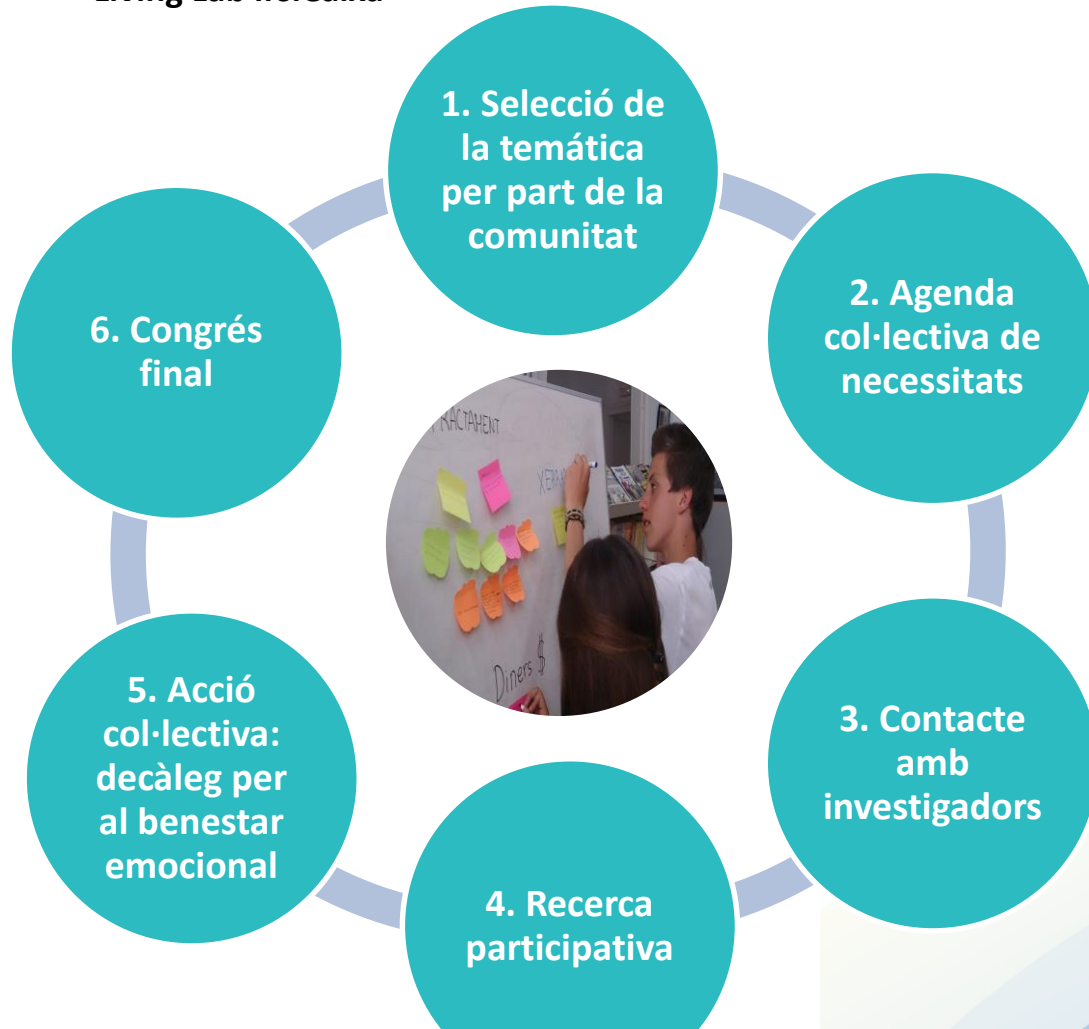 1. Selecció de
la temática
per part de la
comunitat
2. Agenda
col·lectiva de
necessitats
3. Contacte
amb
investigadors
4. Recerca
participativa
5. Acció
col·lectiva:
decàleg per
al benestar
emocional
6. Congrés
final
Diners $